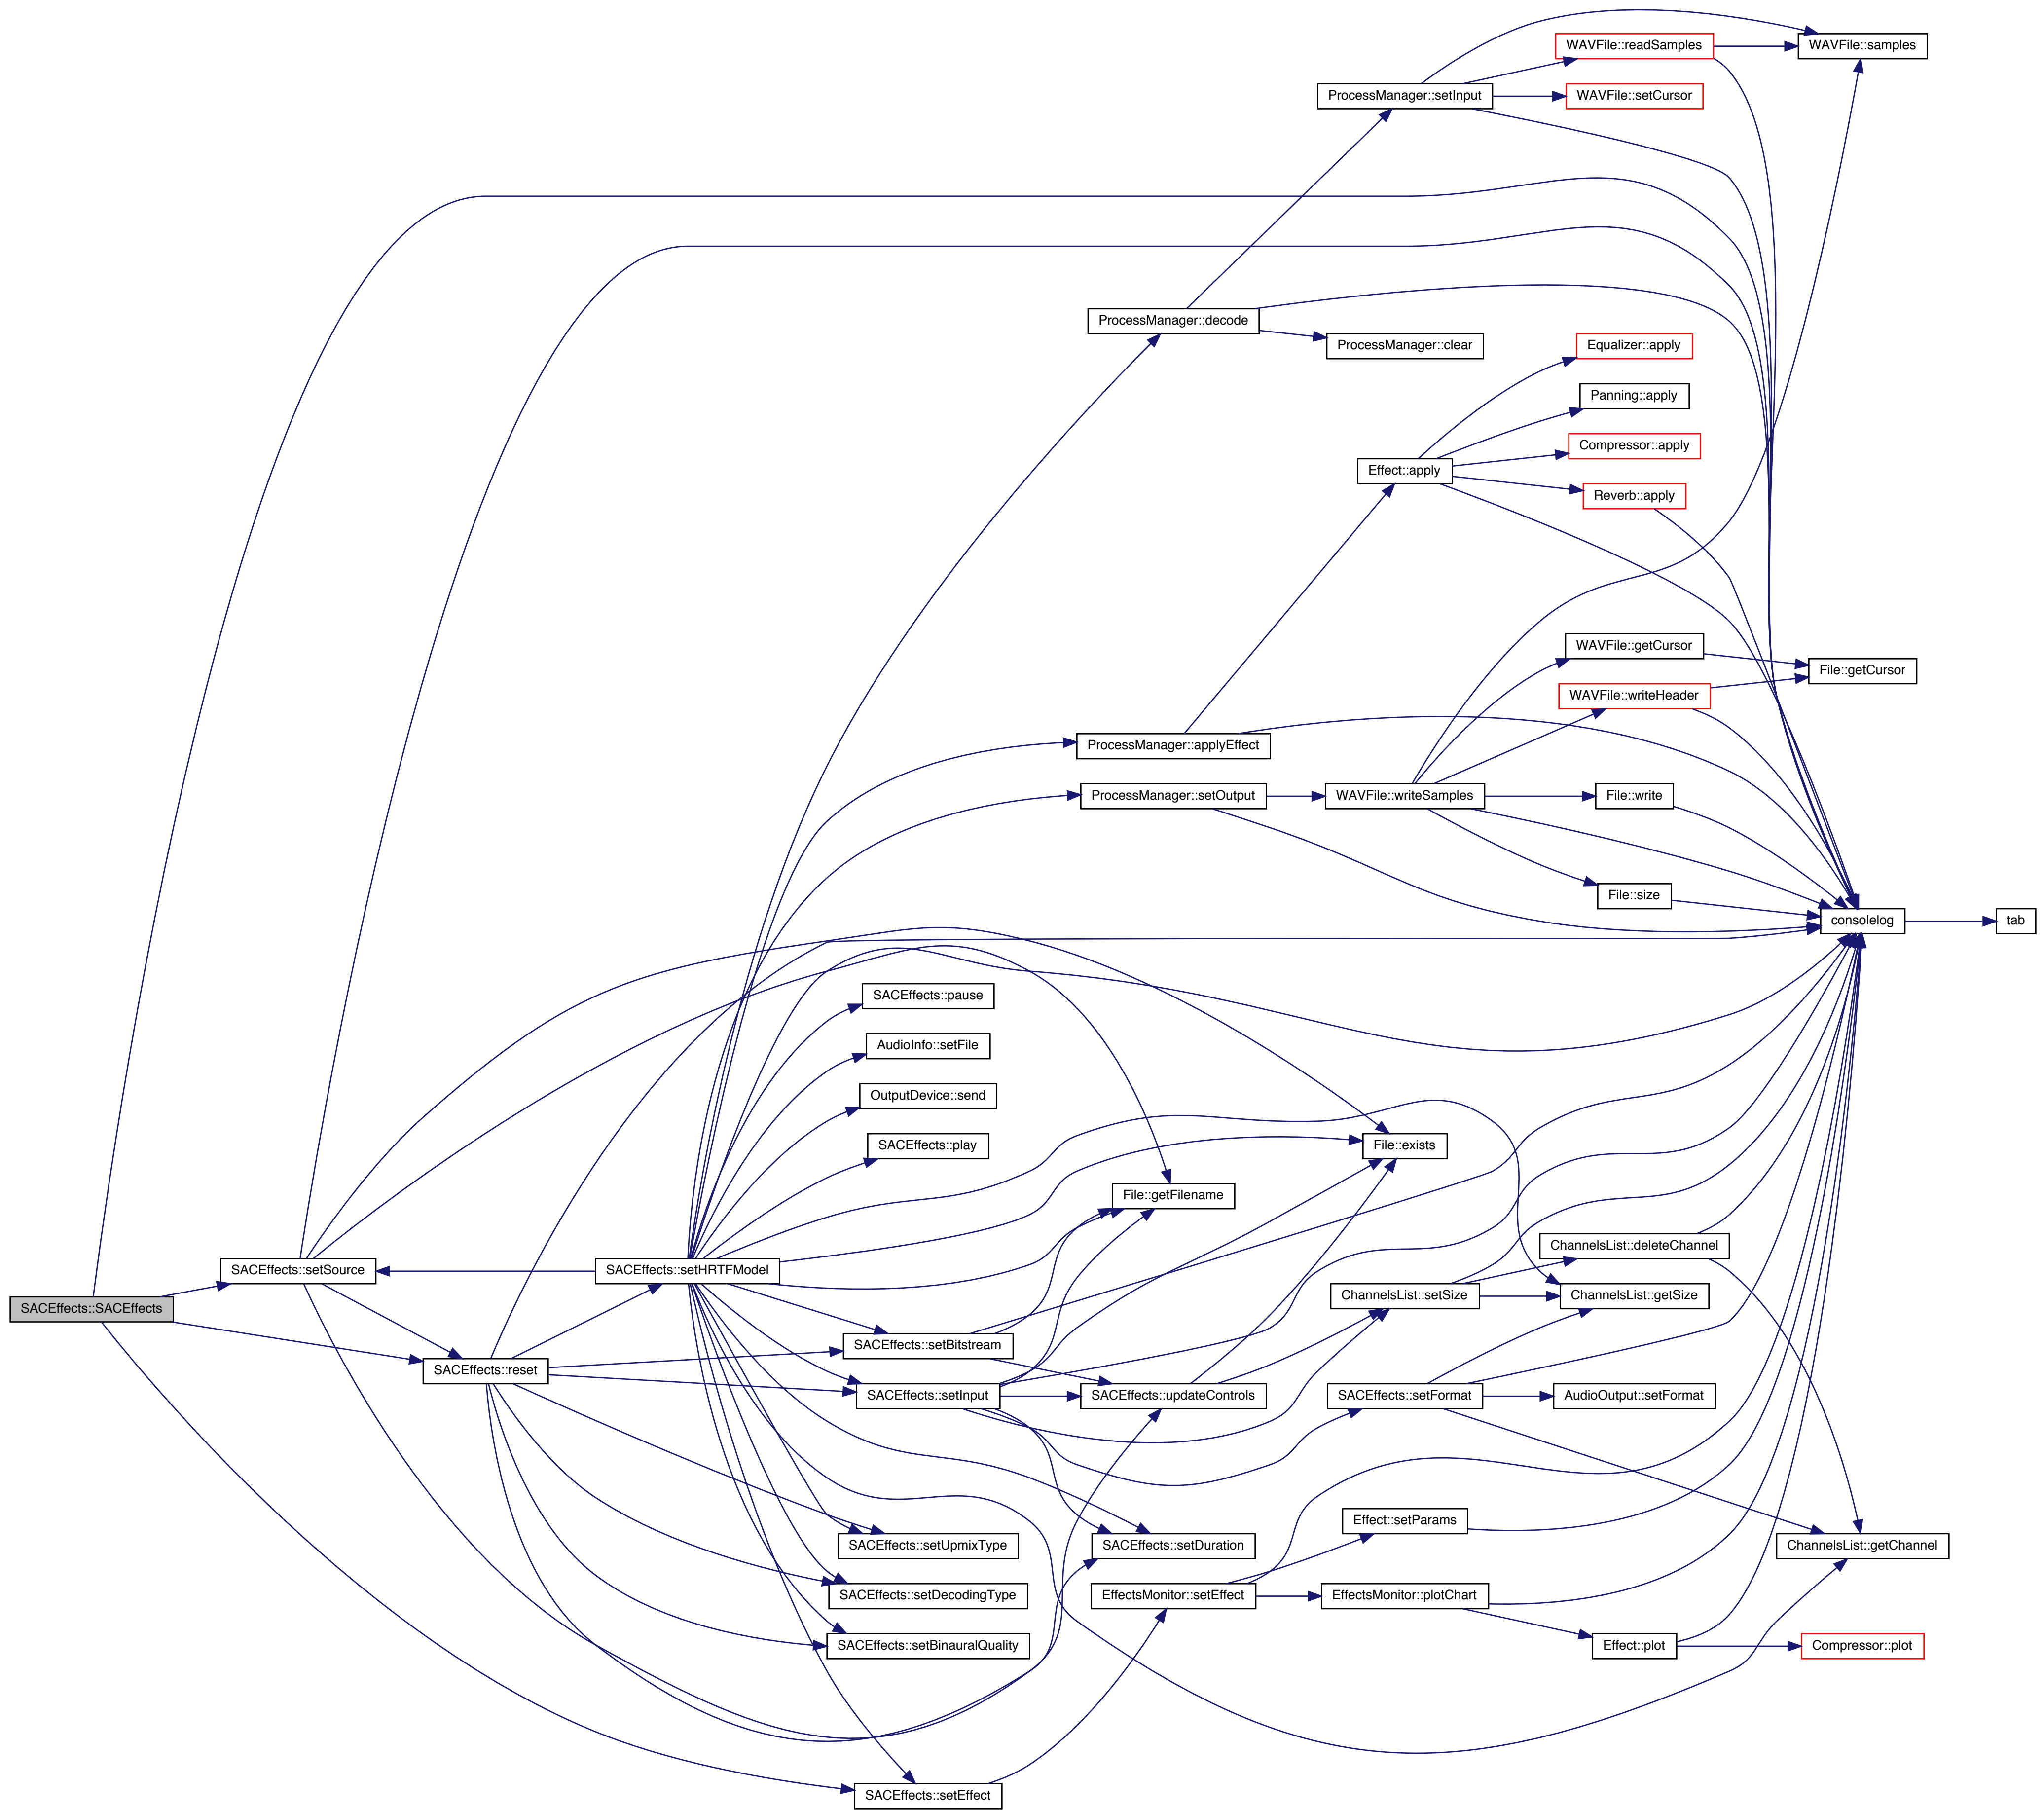 WAVFile::readSamples
WAVFile::samples
ProcessManager::setInput
WAVFile::setCursor
ProcessManager::decode
ProcessManager::clear
Equalizer::apply
Panning::apply
Compressor::apply
Effect::apply
Reverb::apply
WAVFile::getCursor
File::getCursor
WAVFile::writeHeader
ProcessManager::applyEffect
ProcessManager::setOutput
WAVFile::writeSamples
File::write
File::size
consolelog
tab
SACEffects::pause
AudioInfo::setFile
OutputDevice::send
SACEffects::play
File::exists
File::getFilename
ChannelsList::deleteChannel
SACEffects::setSource
SACEffects::setHRTFModel
ChannelsList::setSize
ChannelsList::getSize
SACEffects::SACEffects
SACEffects::setBitstream
SACEffects::reset
SACEffects::setInput
SACEffects::updateControls
SACEffects::setFormat
AudioOutput::setFormat
Effect::setParams
SACEffects::setUpmixType
SACEffects::setDuration
ChannelsList::getChannel
SACEffects::setDecodingType
EffectsMonitor::setEffect
EffectsMonitor::plotChart
SACEffects::setBinauralQuality
Effect::plot
Compressor::plot
SACEffects::setEffect